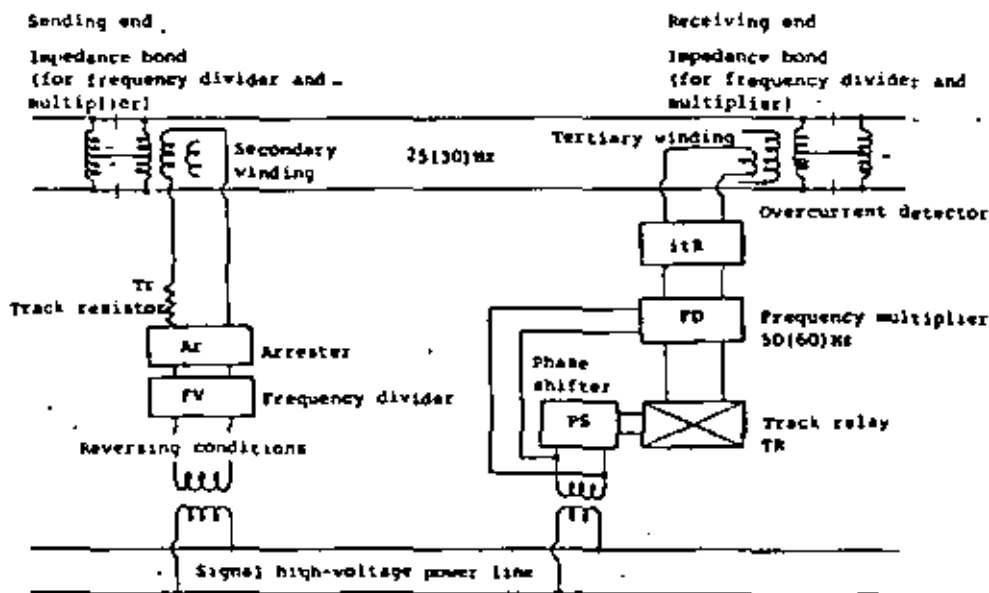 Sending end
Impedance bond
(for frequency divider and
multiplier)
Receiving end
Impedance bond
(for frequency divider and
multiplier)
Secondary
winding
25(30)Hz
Tertiary winding
Overcurrent detector
itR
Tr
Track resistor
FD
Frequency multiplier
50(60)Hz
Ar
Arrester
Phase
shifter
FV
Frequency divider
PS
Track relay
TR
Reversing conditions
Signal high-voltage power line